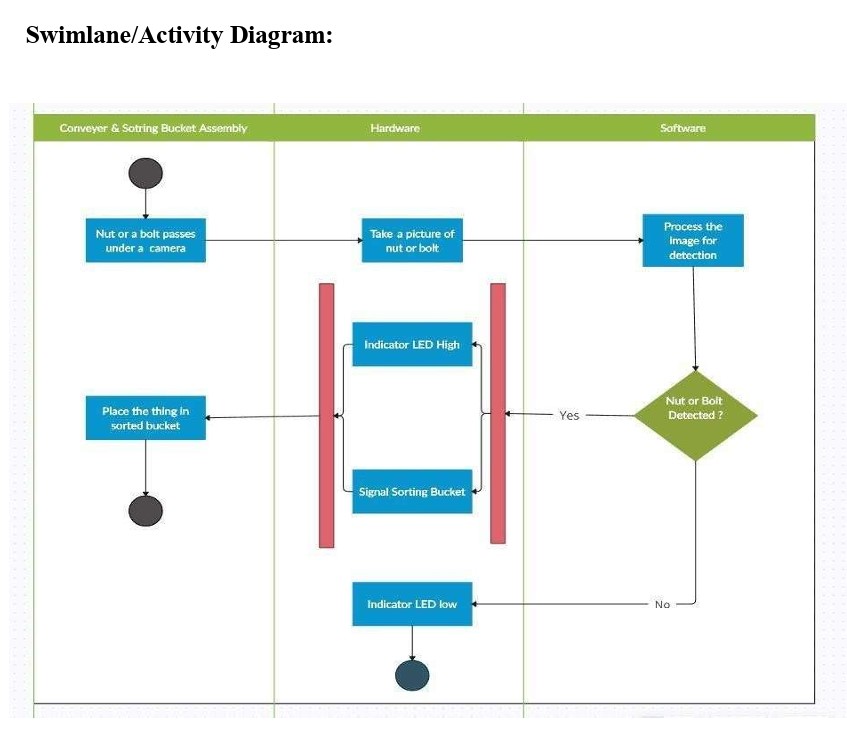 Swimlane/Activity Diagram:
Conveyer & Sotring Bucket Assembly
Hardware
Software
Nut or a bolt passes
under a camera
Take a picture of
nut or bolt
Process the
image for
detection
Indicator LED High
Place the thing in
sorted bucket
Yes
Nut or Bolt
Detected ?
Signal Sorting Bucket
Indicator LED low
No